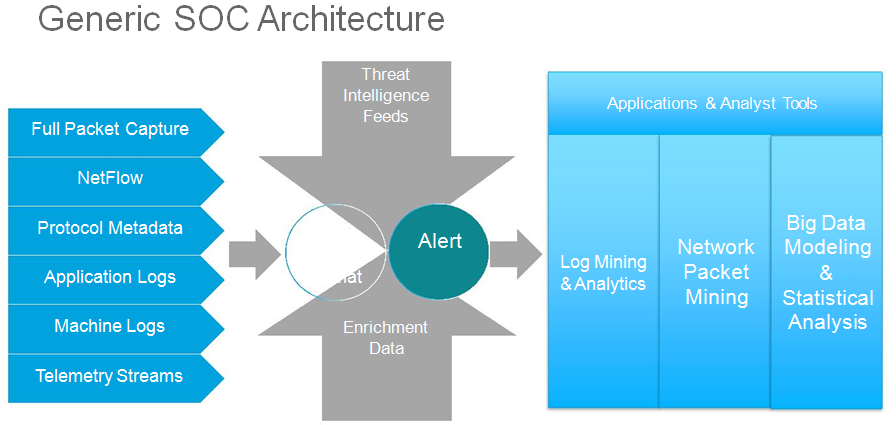 Generic SOC Architecture
Full Packet Capture
NetFlow
Protocol Metadata
Application Logs
Machine Logs
Telemetry Streams
Threat
Intelligence
Feeds
Alert
Enrichment
Data
Applications & Analyst Tools
Log Mining
& Analytics
Network
Packet
Mining
Big Data
Modeling
&
Statistical
Analysis